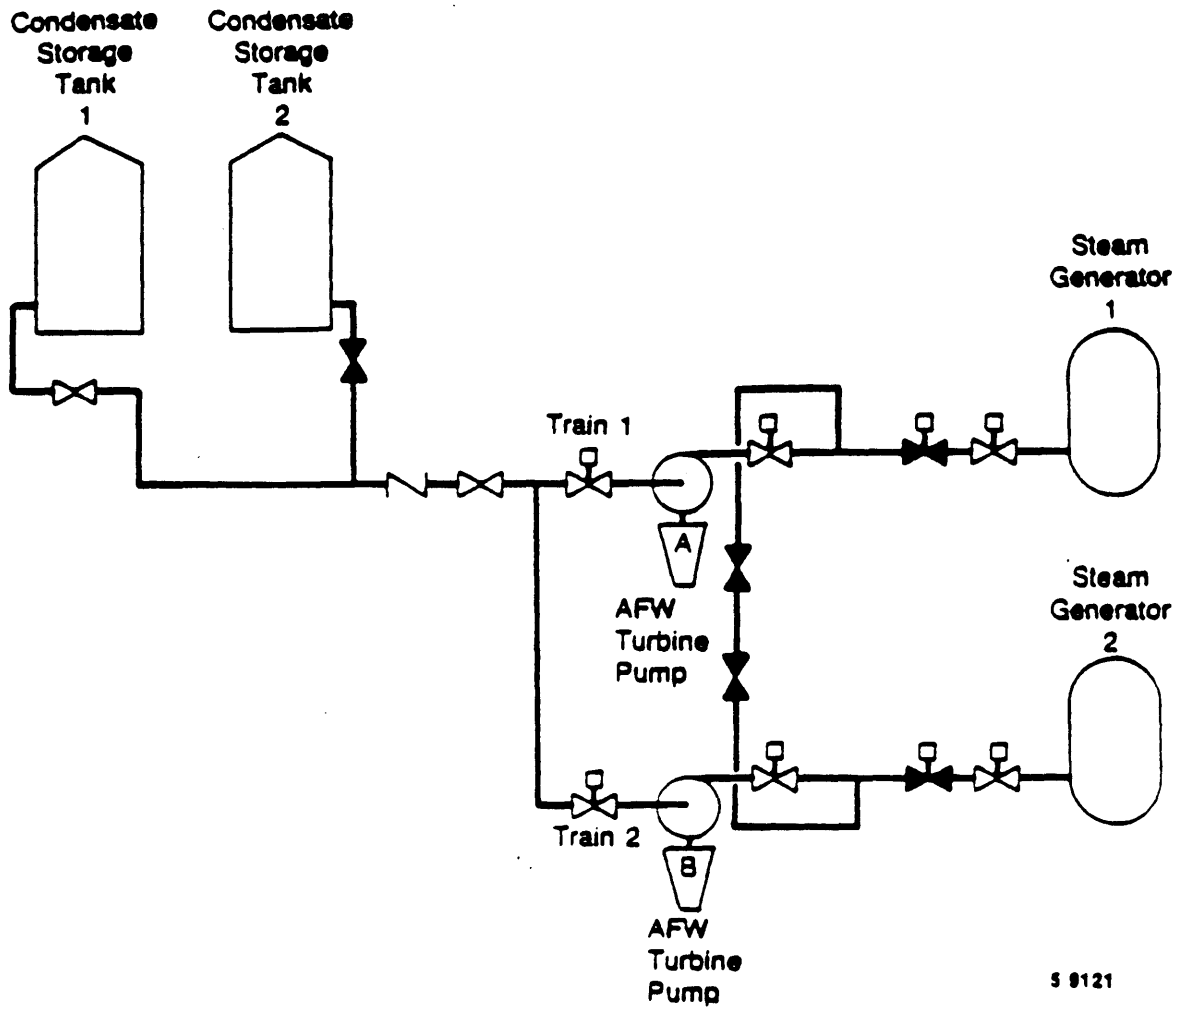 Condensate
Storage
Tank
1
Condensate
Storage
Tank
2
Steam
Generator
1
Train 1
A
AFW
Turbine
Pump
Steam
Generator
2
Train 2
B
AFW
Turbine
Pump
5 9121